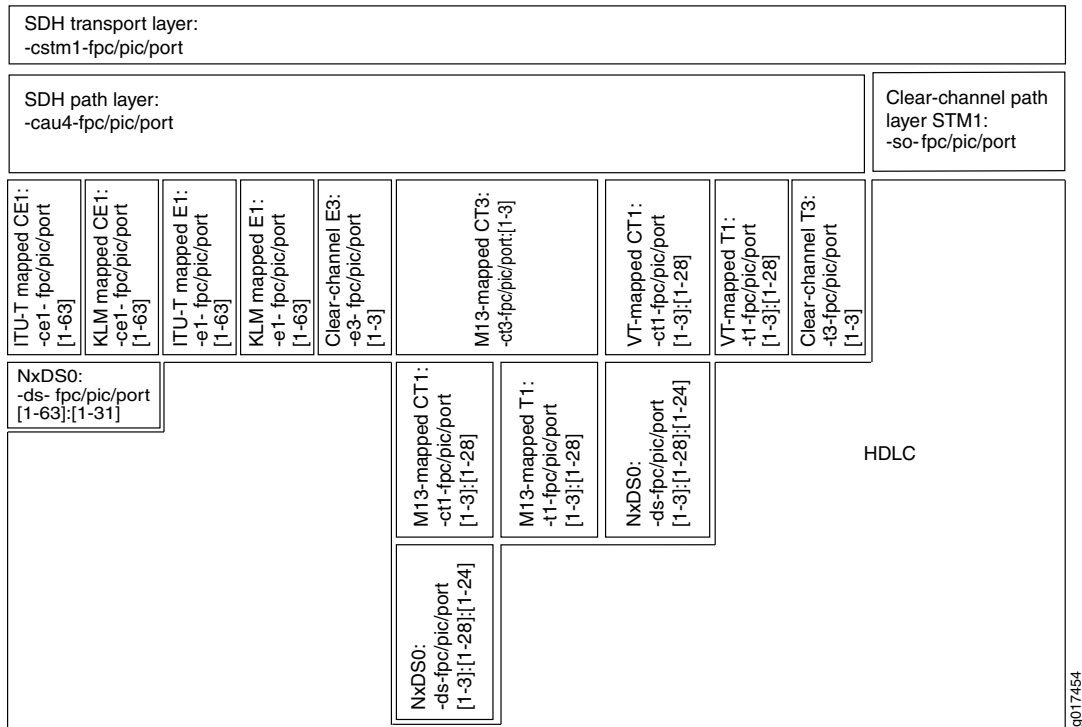 SDH transport layer:
-cstm1-fpc/pic/port
SDH path layer:
-cau4-fpc/pic/port
Clear-channel path
layer STM1:
-so-fpc/pic/port
ITU-T mapped CE1:
-ce1- fpc/pic/port
[1-63]
KLM mapped CE1:
-ce1- fpc/pic/port
[1-63]
ITU-T mapped E1:
-e1- fpc/pic/port
[1-63]
KLM mapped E1:
-e1- fpc/pic/port
[1-63]
Clear-channel E3:
-e3- fpc/pic/port
[1-3]
M13-mapped CT3:
-ct3-fpc/pic/port:[1-3]
VT-mapped CT1:
-ct1-fpc/pic/port
[1-3]:[1-28]
VT-mapped T1:
-t1-fpc/pic/port
[1-3]:[1-28]
Clear-channel T3:
-t3-fpc/pic/port
[1-3]
NxDS0:
-ds- fpc/pic/port
[1-63]:[1-31]
M13-mapped CT1:
-ct1-fpc/pic/port
[1-3]:[1-28]
M13-mapped T1:
-t1-fpc/pic/port
[1-3]:[1-28]
NxDS0:
-ds-fpc/pic/port
[1-3]:[1-28]:[1-24]
HDLC
NxDS0:
-ds-fpc/pic/port
[1-3]:[1-28]:[1-24]
g017454